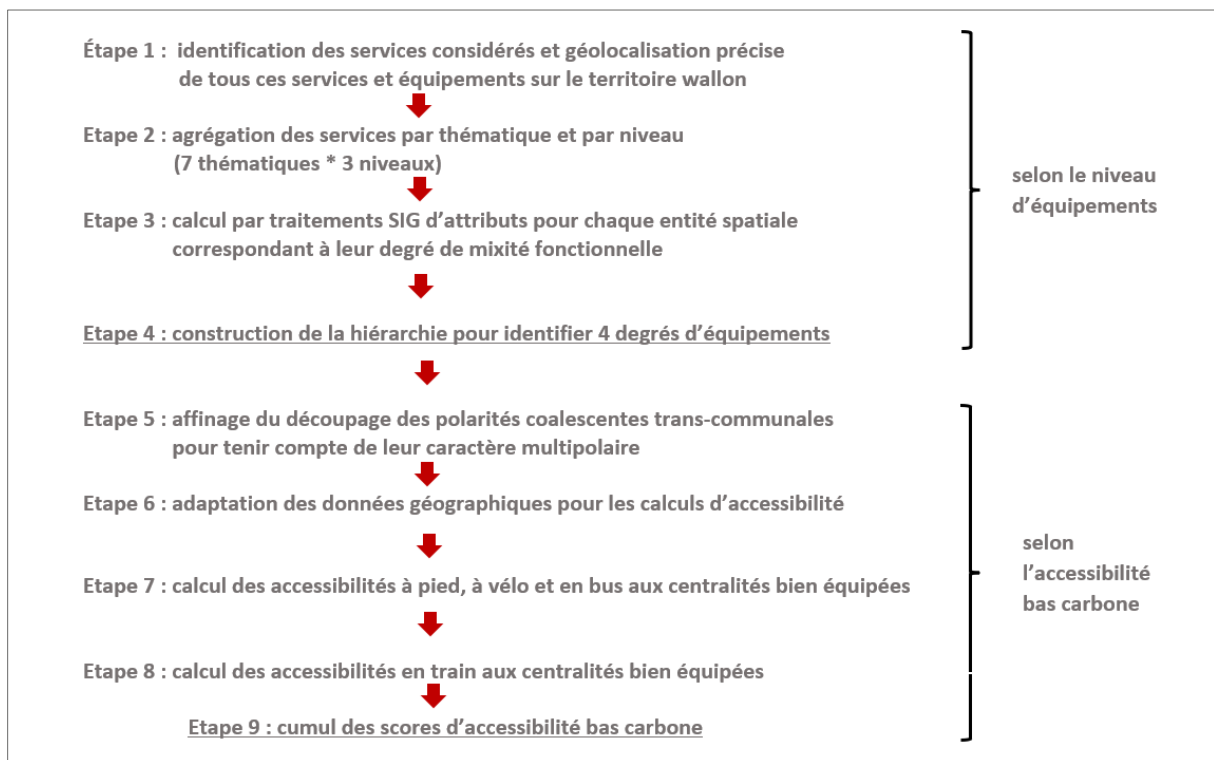 Étape 1 : identification des services considérés et géolocalisation précise
de tous ces services et équipements sur le territoire wallon
Etape 2 : agrégation des services par thématique et par niveau
(7 thématiques * 3 niveaux)
Etape 3 : calcul par traitements SIG d’attributs pour chaque entité spatiale
correspondant à leur degré de mixité fonctionnelle
Etape 4 : construction de la hiérarchie pour identifier 4 degrés d’équipements
selon le niveau
d’équipements
Etape 5 : affinage du découpage des polarités coalescentes trans-communales
pour tenir compte de leur caractère multipolaire
Etape 6 : adaptation des données géographiques pour les calculs d’accessibilité
Etape 7 : calcul des accessibilités à pied, à vélo et en bus aux centralités bien équipées
Etape 8 : calcul des accessibilités en train aux centralités bien équipées
Etape 9 : cumul des scores d’accessibilité bas carbone
selon
l’accessibilité
bas carbone